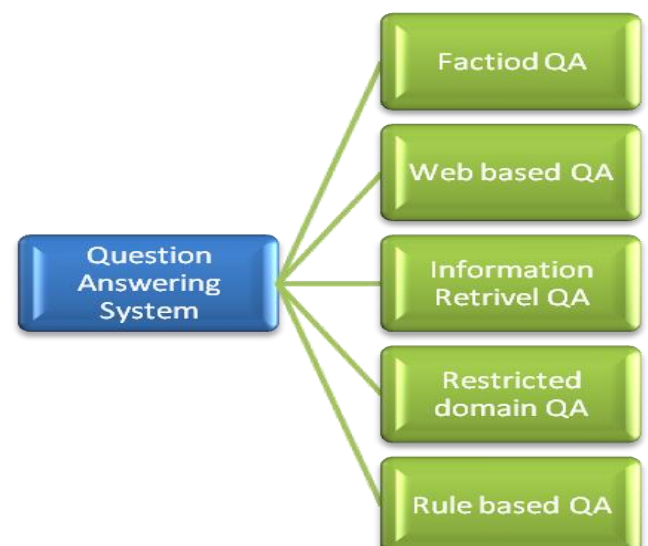 Factiod QA
Web based QA
Question
Answering
System
Information
Retrivel QA
Restricted
domain QA
Rule based QA